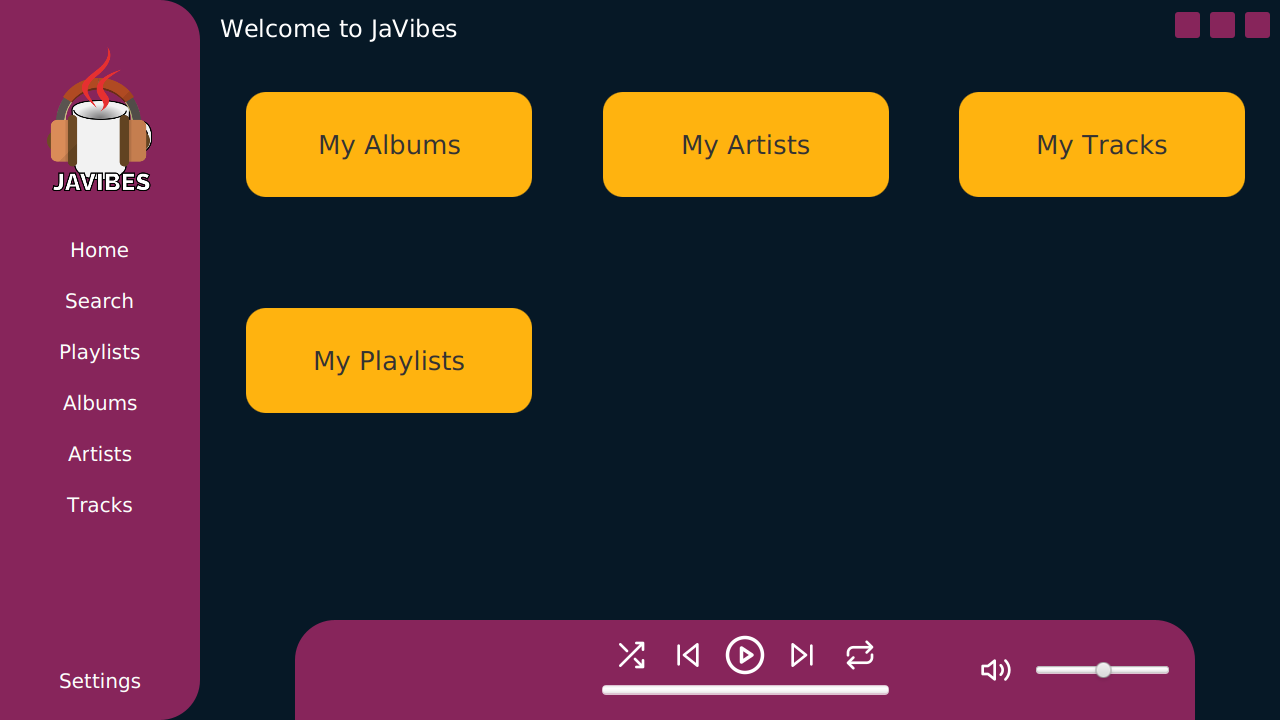 Welcome to JaVibes
JAVIBES
Home
Search
Playlists
Albums
Artists
Tracks
Settings
My Albums
My Artists
My Tracks
My Playlists